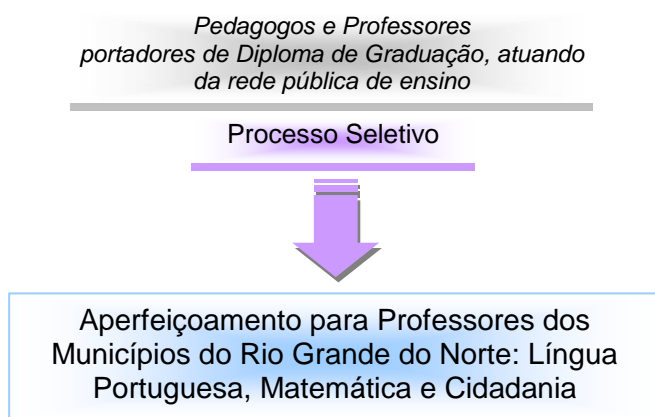 Pedagogos e Professores
portadores de Diploma de Graduação, atuando
da rede pública de ensino
Processo Seletivo
Aperfeiçoamento para Professores dos
Municípios do Rio Grande do Norte: Língua
Portuguesa, Matemática e Cidadania